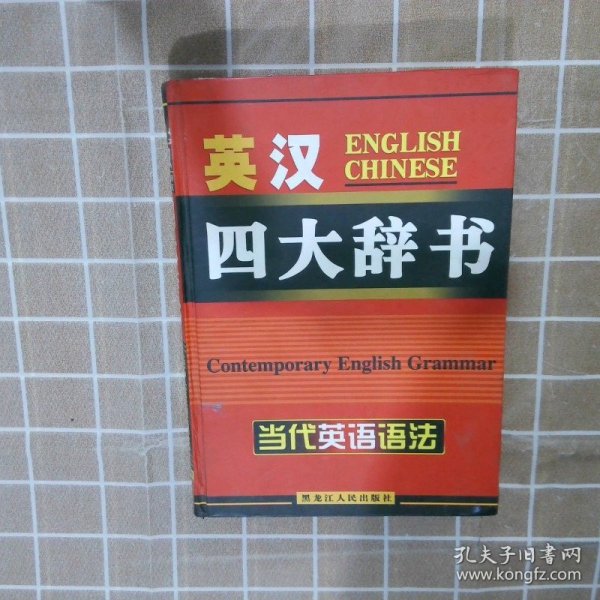 英汉
ENGLISH
CHINESE
四大辞书
Contemporary English Grammar
当代英语语法
黑龙江人民出版社
孔夫子旧书网
www.kongfz.com